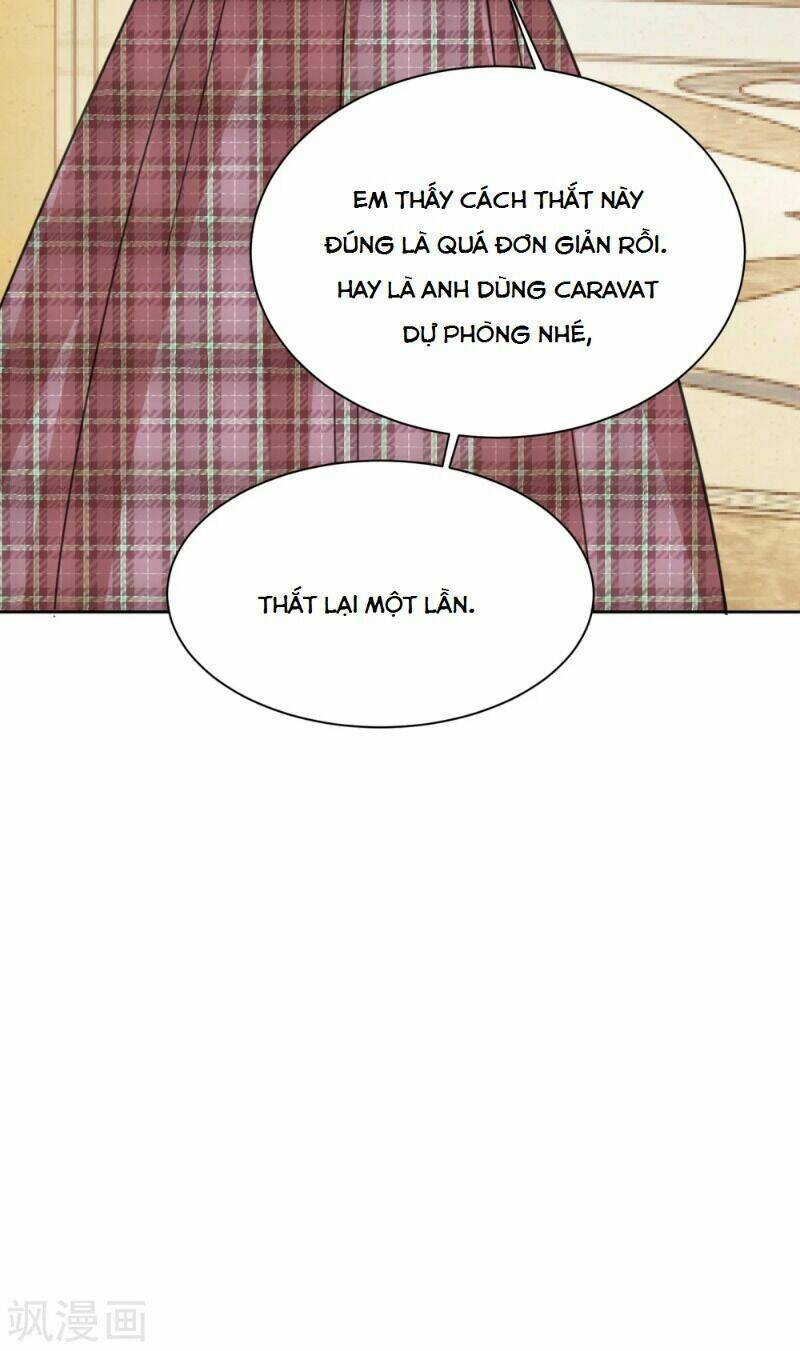 EM THẤY CÁCH THẮT NÀY
ĐÚNG LÀ QUÁ ĐƠN GIẢN RỒI.
HAY LÀ ANH DÙNG CARAVAT
DỰ PHÒNG NHÉ,
THẮT LẠI MỘT LẦN.
飒漫画